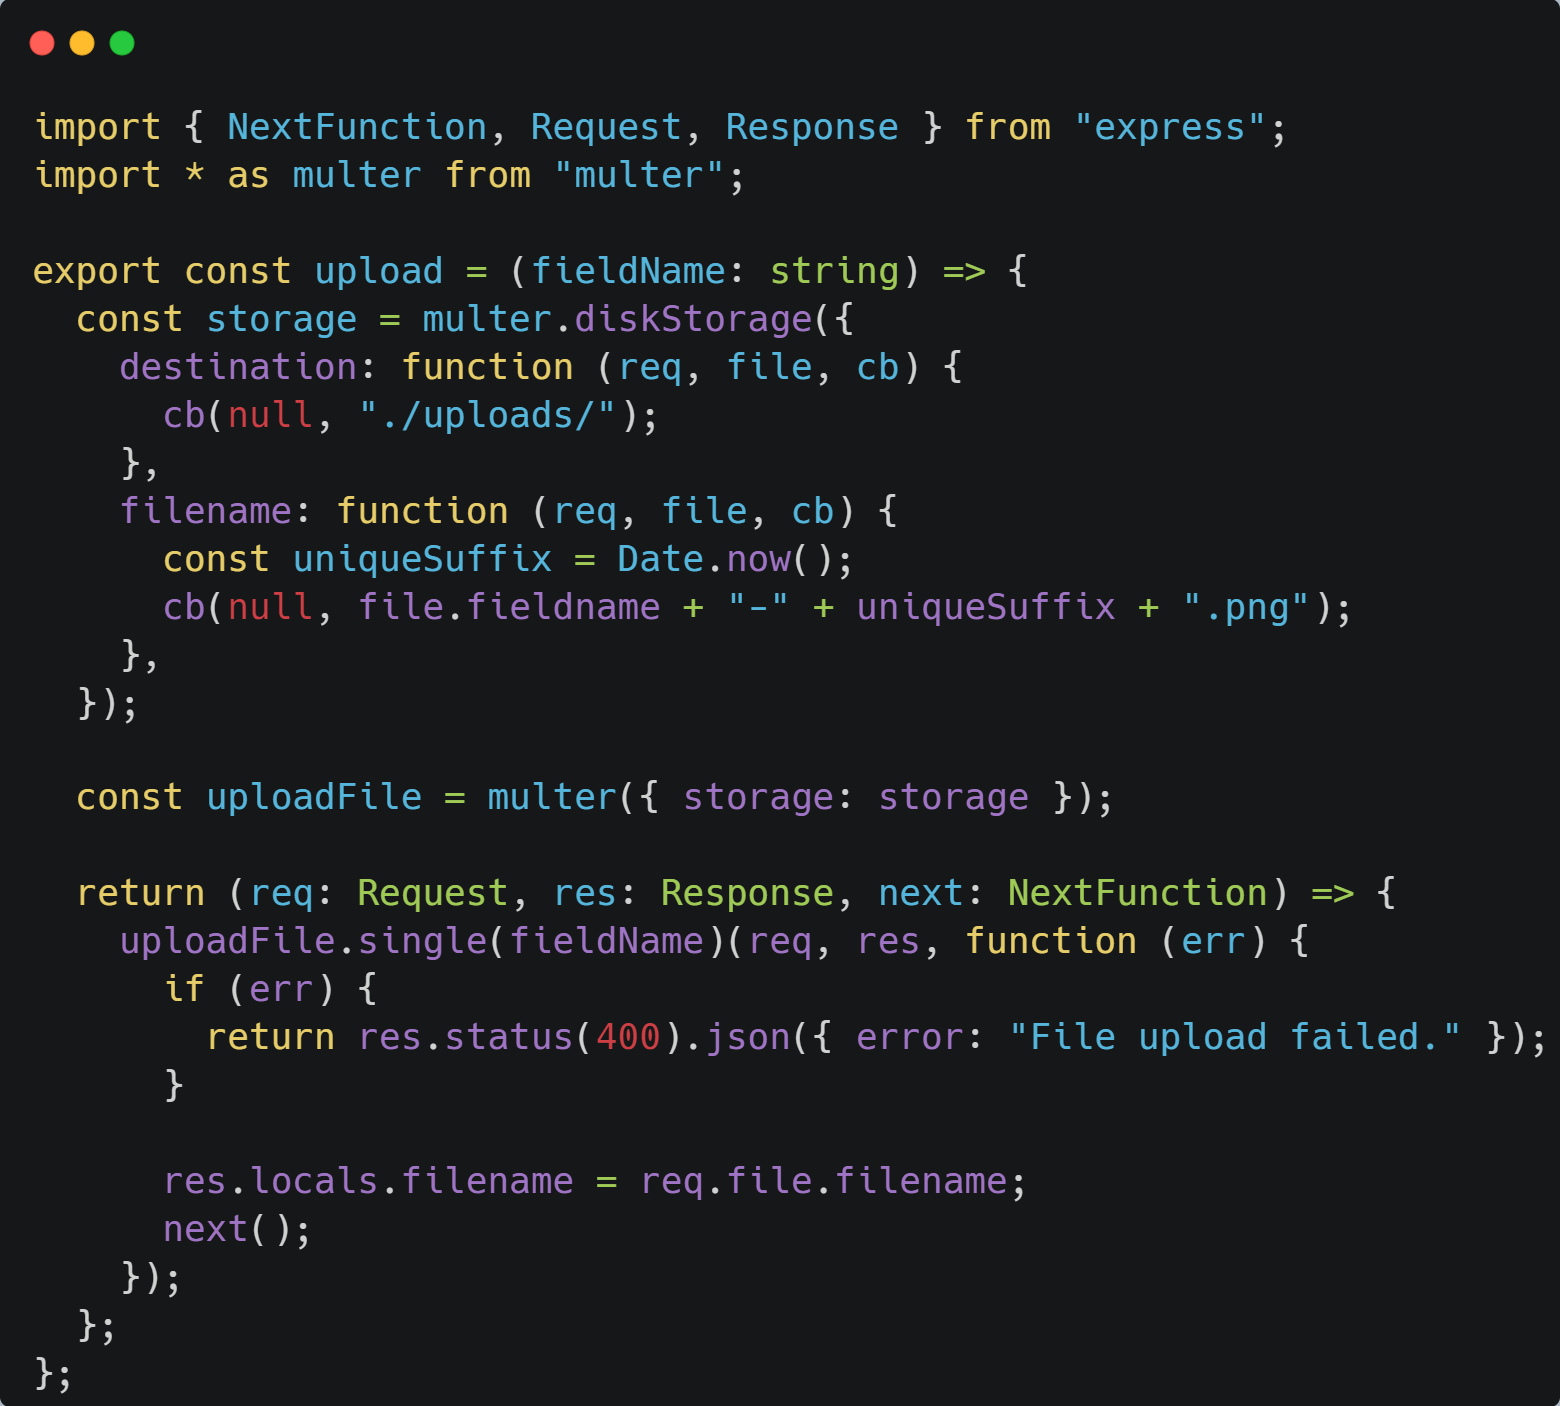 import { NextFunction, Request, Response } from "express";
import * as multer from "multer";

export const upload = (fieldName: string) => {
  const storage = multer.diskStorage({
    destination: function (req, file, cb) {
      cb(null, "./uploads/");
    },
    filename: function (req, file, cb) {
      const uniqueSuffix = Date.now();
      cb(null, file.fieldname + "-" + uniqueSuffix + ".png");
    },
  });

  const uploadFile = multer({ storage: storage });

  return (req: Request, res: Response, next: NextFunction) => {
    uploadFile.single(fieldName)(req, res, function (err) {
      if (err) {
        return res.status(400).json({ error: "File upload failed." });
      }

      res.locals.filename = req.file.filename;
      next();
    });
  };
};